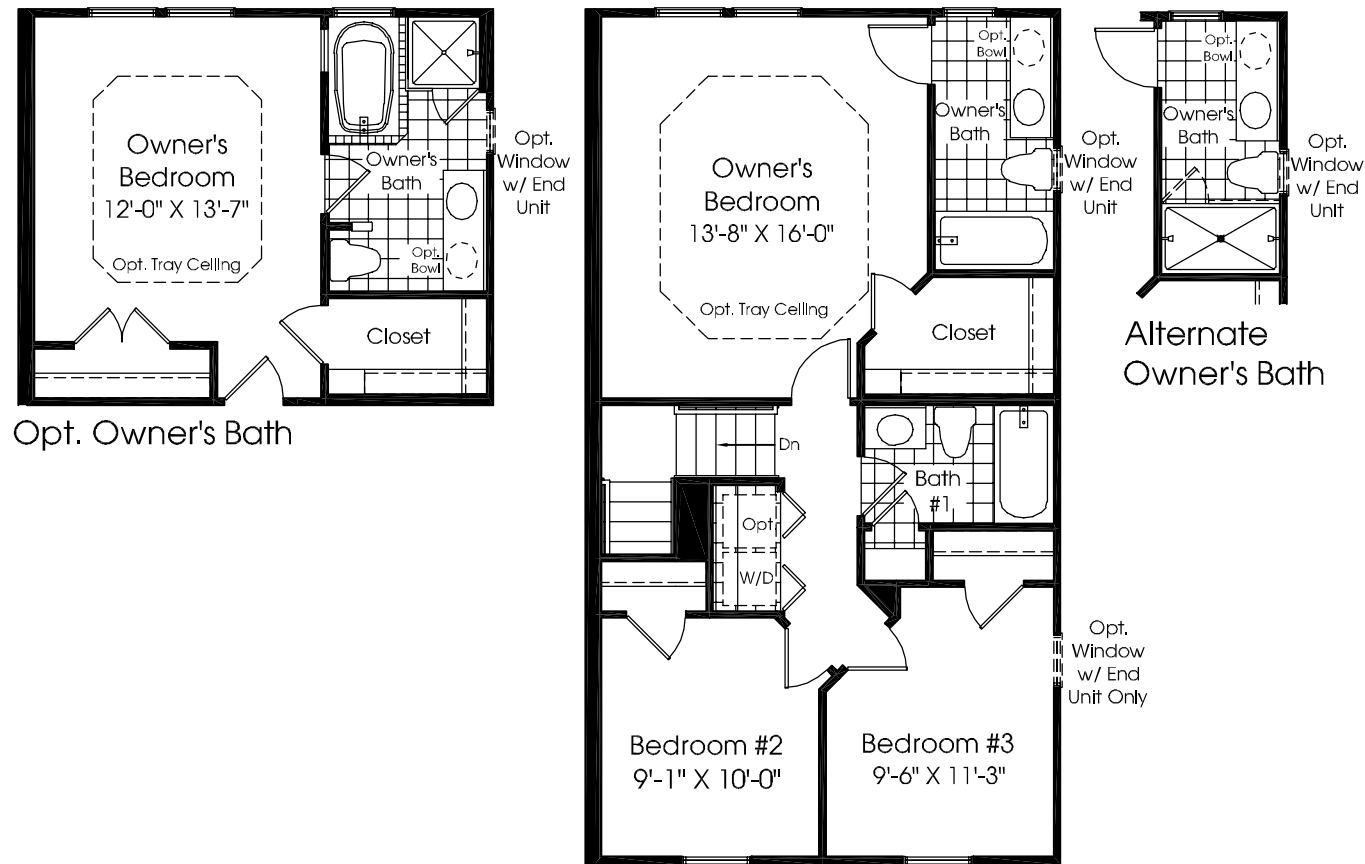 Owner's
Bedroom
12'-0" X 13'-7"
Opt. Tray Ceiling
Owner's
Bath
Opt.
Bowl
Opt.
Window
w/ End
Unit
Closet
Opt. Owner's Bath
Owner's
Bedroom
13'-8" X 16'-0"
Opt. Tray Ceiling
Opt.
Bowl
Owner's
Bath
Opt.
Window
w/ End
Unit
Closet
Dn
Bath
#1
Opt.
W/D
Bedroom #2
9'-1" X 10'-0"
Bedroom #3
9'-6" X 11'-3"
Opt.
Window
w/ End
Unit Only
Opt.
Bowl
Owner's
Bath
Opt.
Window
w/ End
Unit
Alternate
Owner's Bath